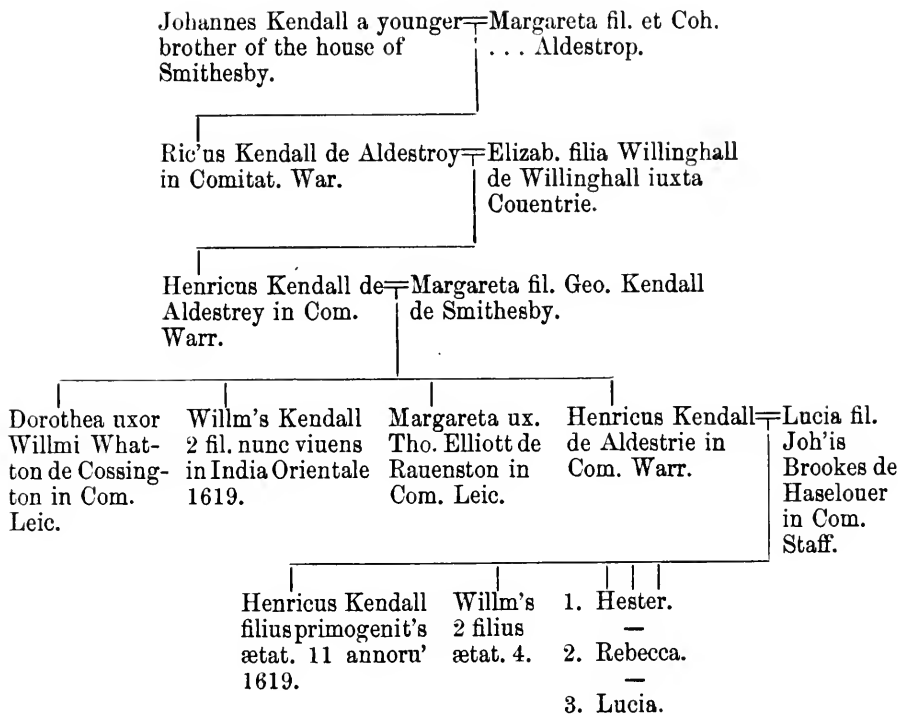 Johannes Kendall a younger
brother of the house of
Smithesby.
Margareta fil. et Coh.
. . . Aldestrop.
Ric'us Kendall de Aldestroy
in Comitat. War.
Elizab. filia Willinghall
de Willinghall iuxta
Couentrie.
Henricus Kendall de
Aldestrey in Com.
Warr.
Margareta fil. Geo. Kendall
de Smithesby.
Dorothea uxor
Willmi What-
ton de Cossing-
ton in Com.
Leic.
Willm's Kendall
2 fil. nunc viuens
in India Orientale
1619.
Margareta ux.
Tho. Elliott de
Rauenston in
Com. Leic.
Henricus Kendall
de Aldestrie in
Com. Warr.
Lucia fil.
Joh'is
Brookes de
Haselouer
in Com.
Staff.
Henricus Kendall
filius primogenit's
ætat. 11 annoru'
1619.
Willm's
2 filius
ætat. 4.
1. Hester.
2. Rebecca.
3. Lucia.